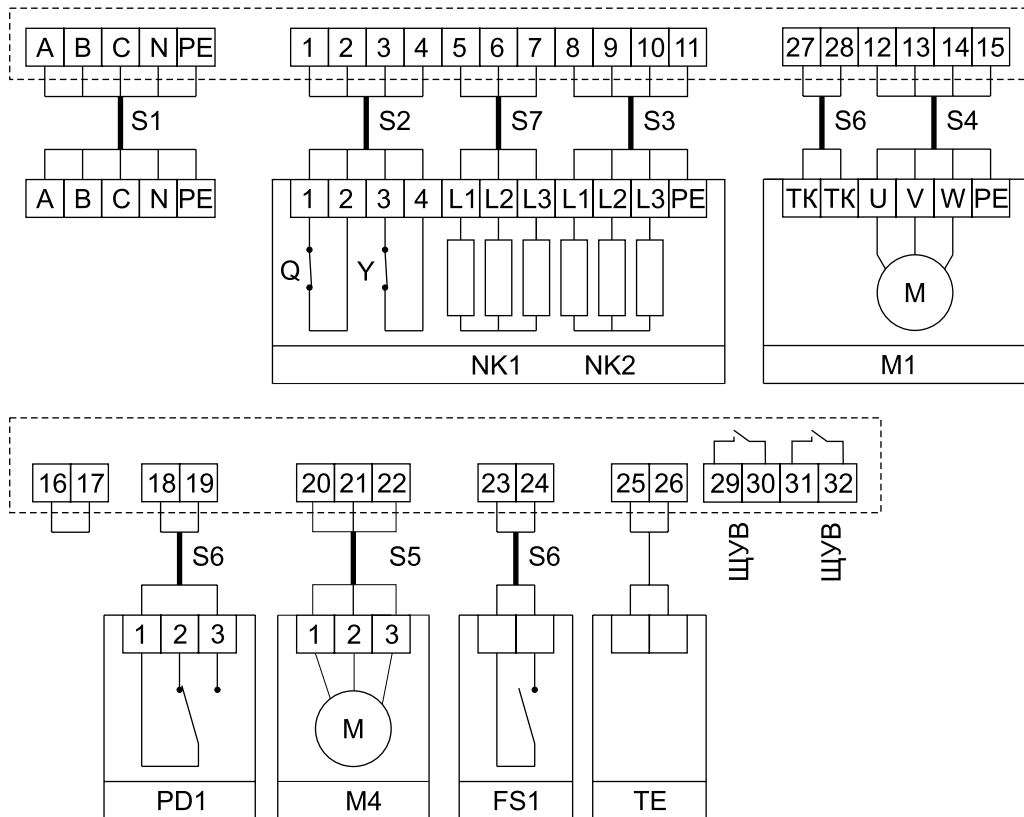 A B C N PE 1 2 3 4 5 6 7 8 9 10 11 27 28 12 13 14 15
S1 S2 S7 S3 S6 S4
A B C N PE 1 2 3 4 L1 L2 L3 L1 L2 L3 PE ТК ТК U V W PE
Q Y M
NK1 NK2 M1
16 17 18 19 20 21 22 23 24 25 26 29 30 31 32
S6 S5 S6 ЩУВ ЩУВ
1 2 3 1 2 3
M
PD1 M4 FS1 TE